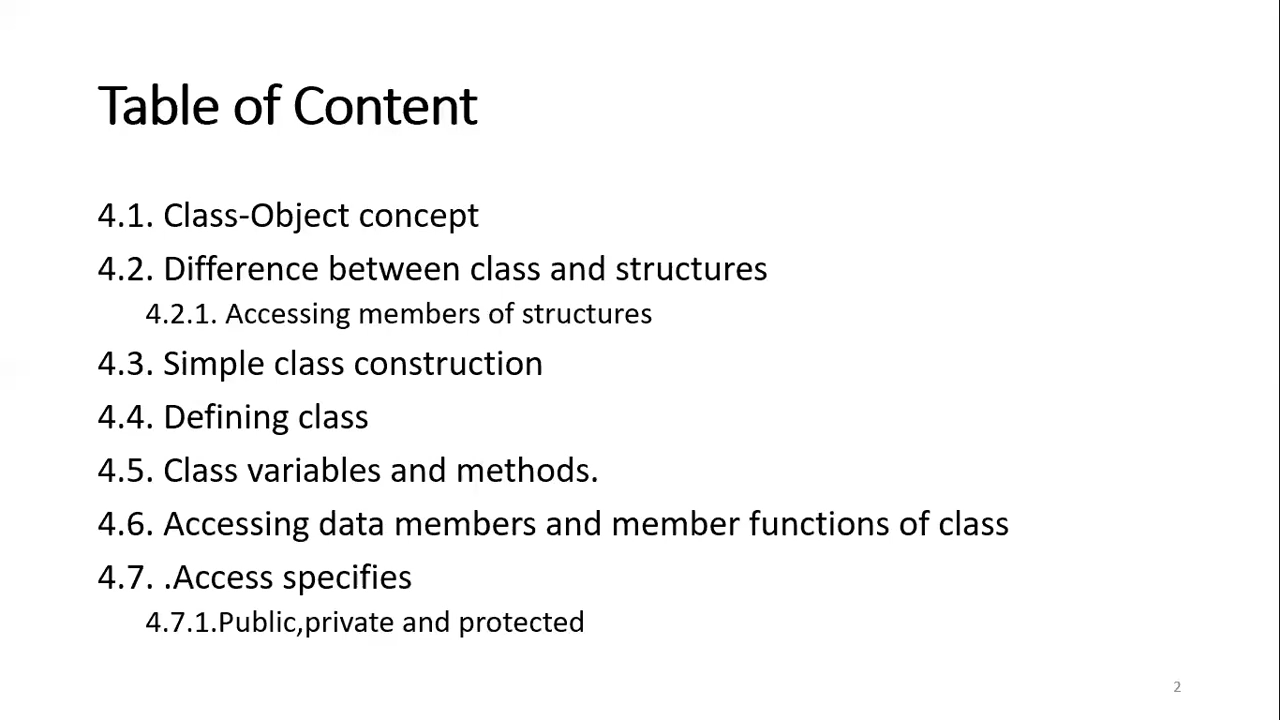 Table of Content
4.1. Class-Object concept
4.2. Difference between class and structures
4.2.1. Accessing members of structures
4.3. Simple class construction
4.4. Defining class
4.5. Class variables and methods.
4.6. Accessing data members and member functions of class
4.7. .Access specifies
4.7.1.Public,private and protected
2